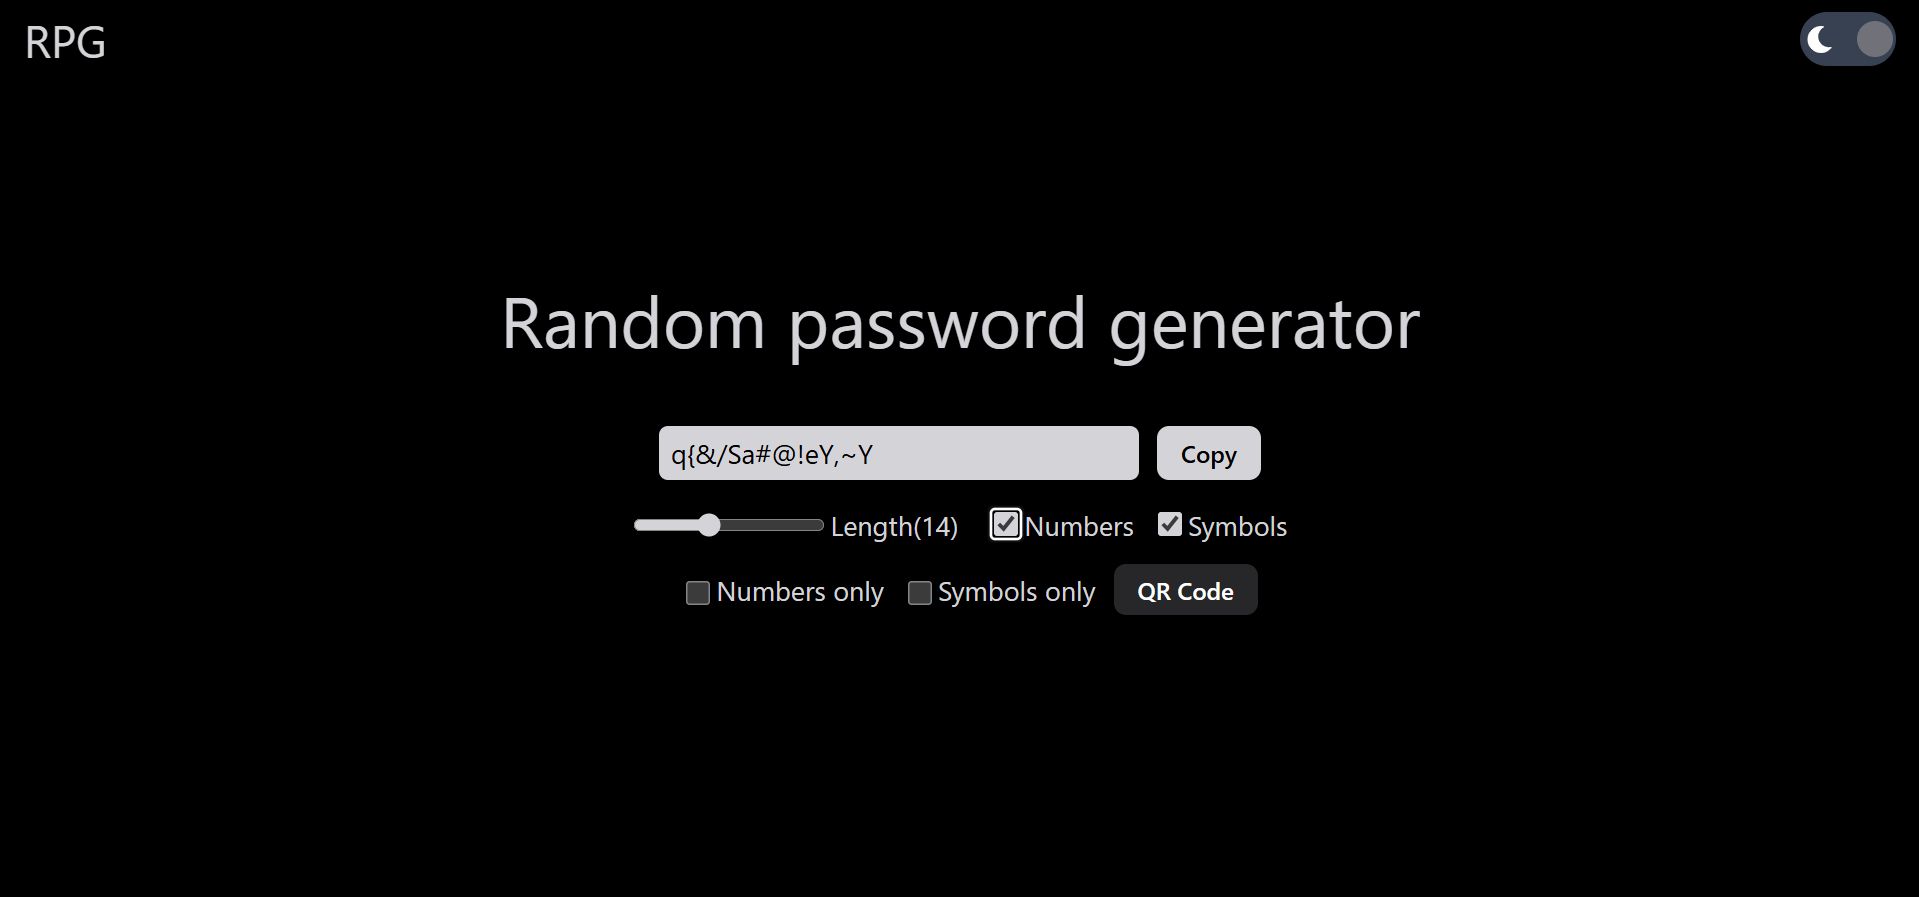 RPG
Random password generator
q{&/Sa#@!eY,~Y Copy
Length(14) Numbers Symbols
Numbers only Symbols only QR Code